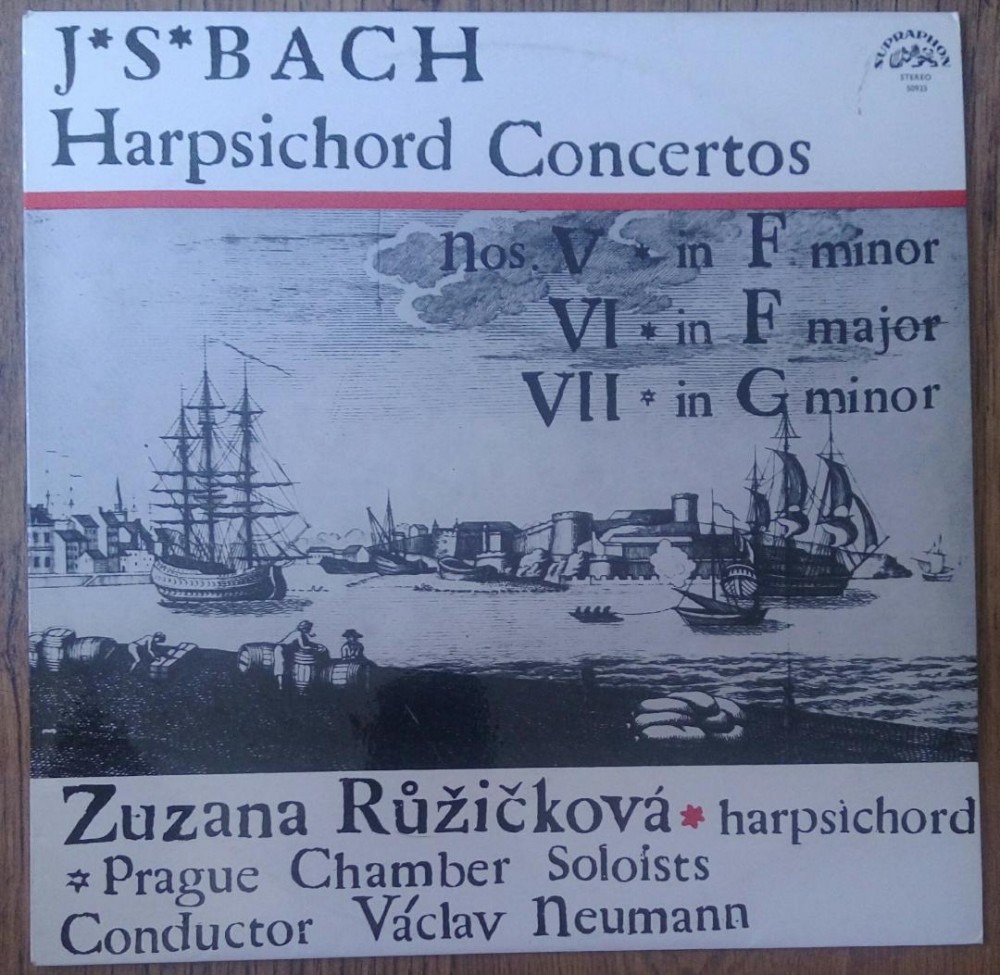 J*S*BACH
SUPRAPHON
STEREO
50933
Harpsichord Concertos
Nos. V * in F minor
VI * in F major
VII * in G minor
Zuzana Růžičková * harpsichord
* Prague Chamber Soloists
Conductor Václav Neumann